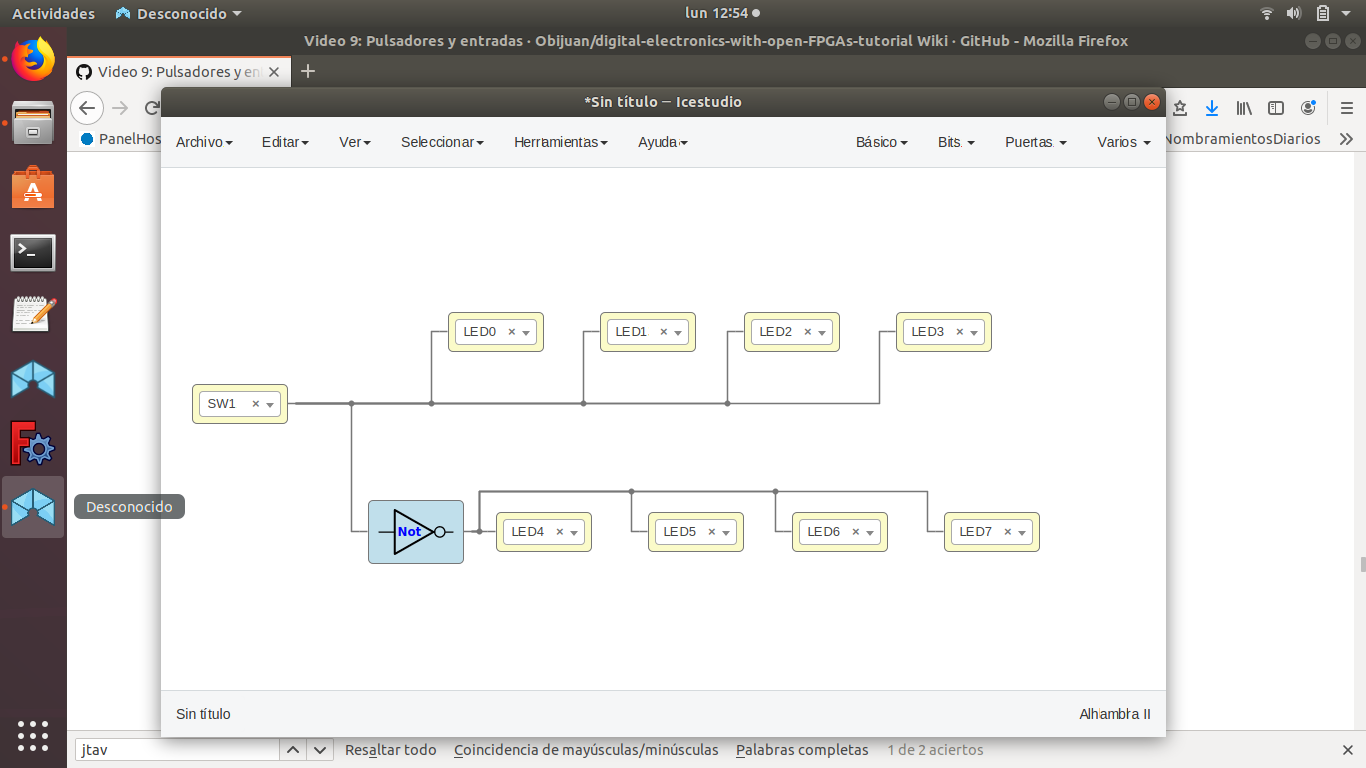 Actividades Desconocido lun 12:54
Video 9: Pulsadores y entradas · Obijuan/digital-electronics-with-open-FPGAs-tutorial Wiki · GitHub - Mozilla Firefox
Video 9: Pulsadores y ent
PanelHos
NombramientosDiarios
*Sin título — Icestudio
Archivo Editar Ver Seleccionar Herramientas Ayuda Básico Bits Puertas Varios
LED0 × LED1 × LED2 × LED3 ×
SW1 ×
Not LED4 × LED5 × LED6 × LED7 ×
Desconocido
Sin título Alhambra II
jtav Resaltar todo Coincidencia de mayúsculas/minúsculas Palabras completas 1 de 2 aciertos